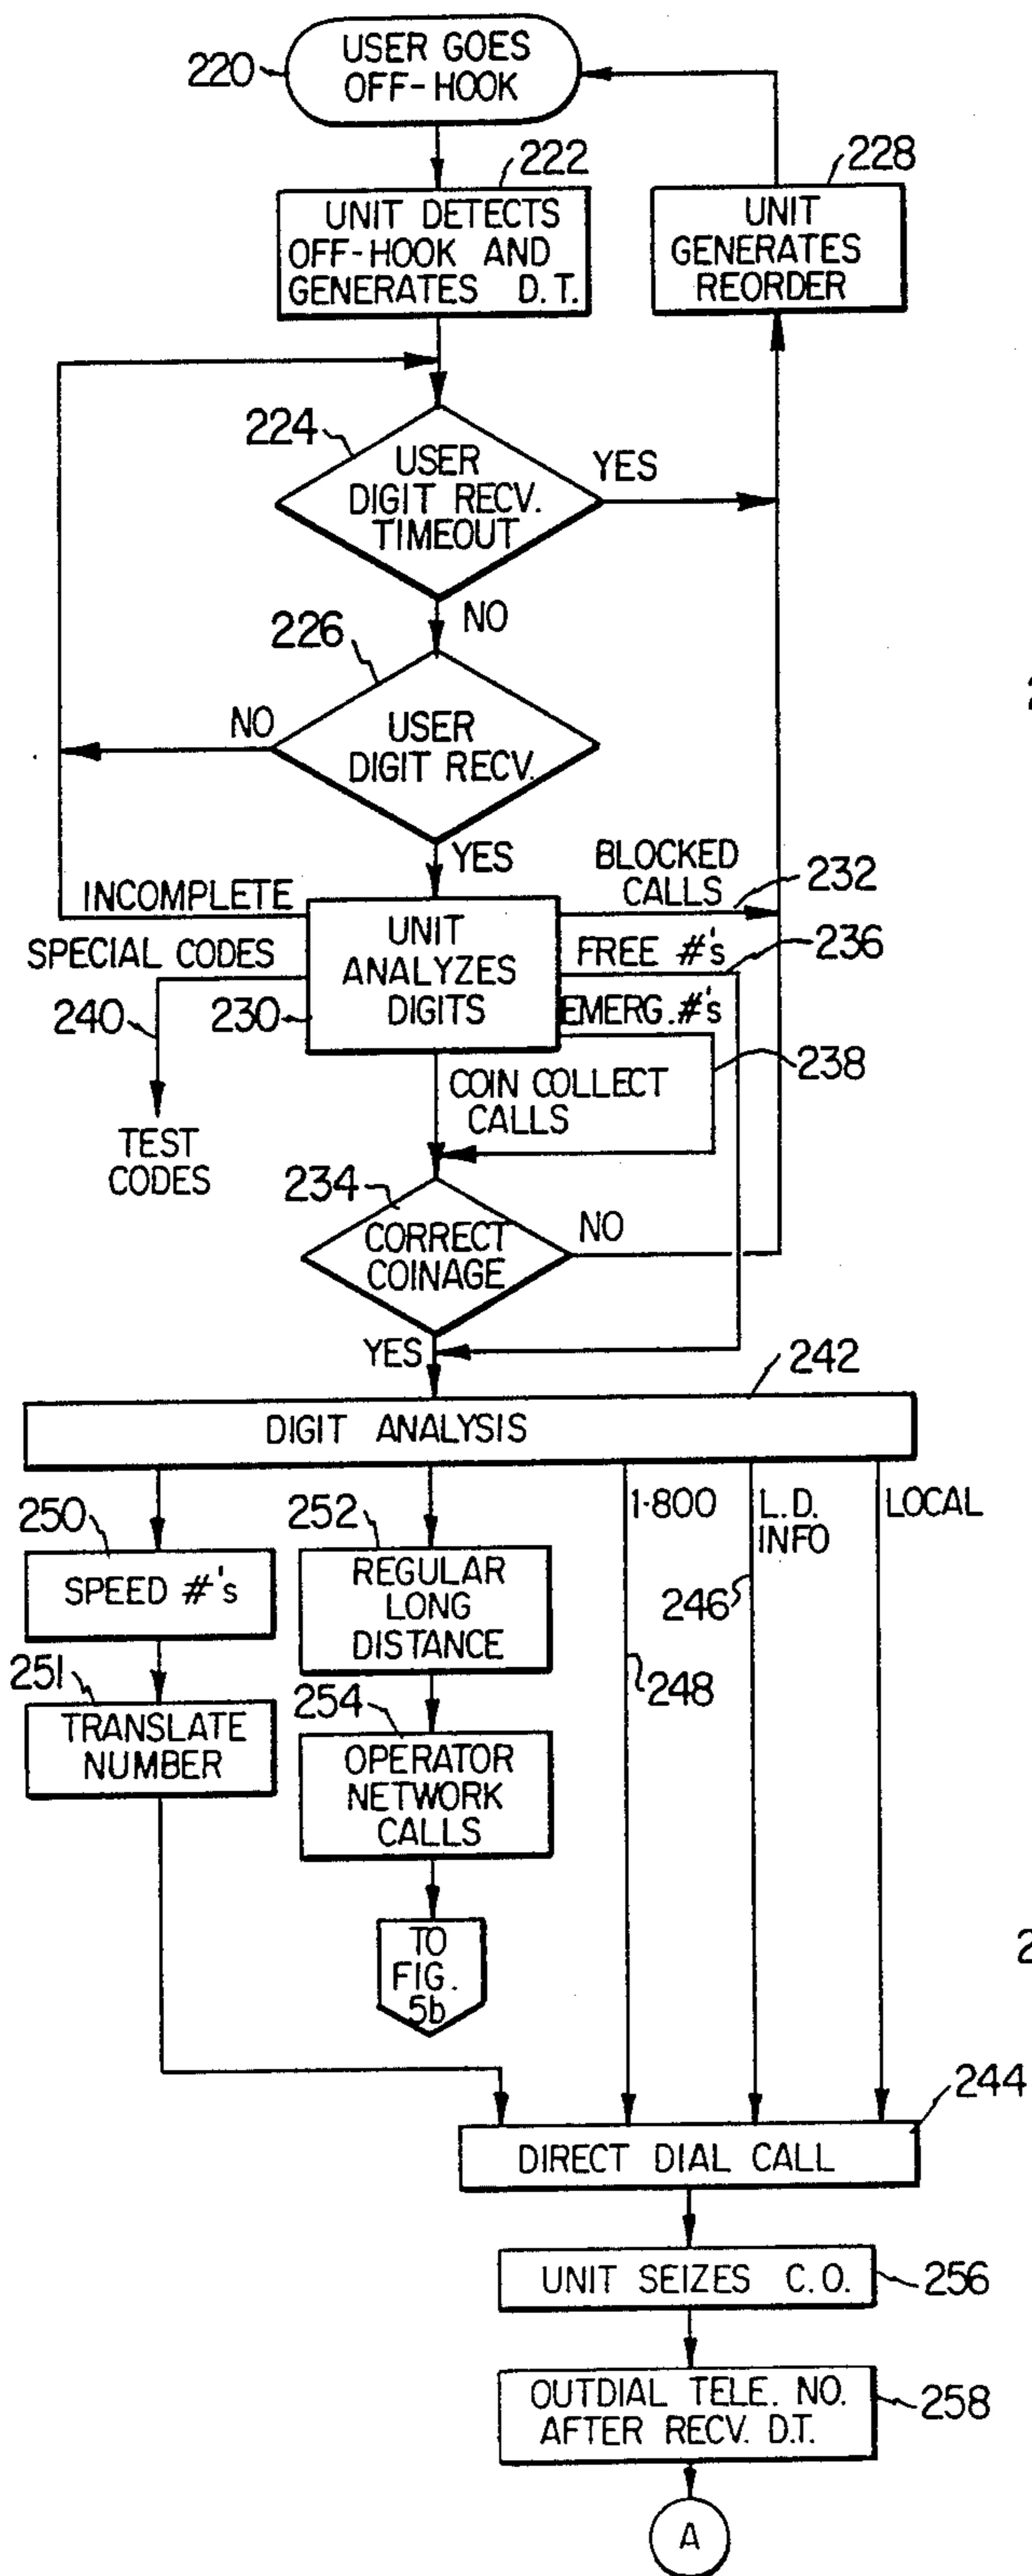 USER GOES
OFF-HOOK
220
222
228
UNIT DETECTS
OFF-HOOK AND
GENERATES D.T.
UNIT
GENERATES
REORDER
224
USER
DIGIT RECV.
TIMEOUT
YES
NO
226
USER
DIGIT RECV.
NO
YES
INCOMPLETE
BLOCKED
CALLS
232
SPECIAL CODES
UNIT
ANALYZES
DIGITS
FREE #'s
236
240
230
EMERG. #'s
238
COIN COLLECT
CALLS
TEST
CODES
234
CORRECT
COINAGE
NO
YES
242
DIGIT ANALYSIS
250
SPEED #'s
252
REGULAR
LONG
DISTANCE
1-800
L.D.
INFO
LOCAL
246
248
251
TRANSLATE
NUMBER
254
OPERATOR
NETWORK
CALLS
TO
FIG.
5b
244
DIRECT DIAL CALL
UNIT SEIZES C.O.
256
OUTDIAL TELE. NO.
AFTER RECV. D.T.
258
A